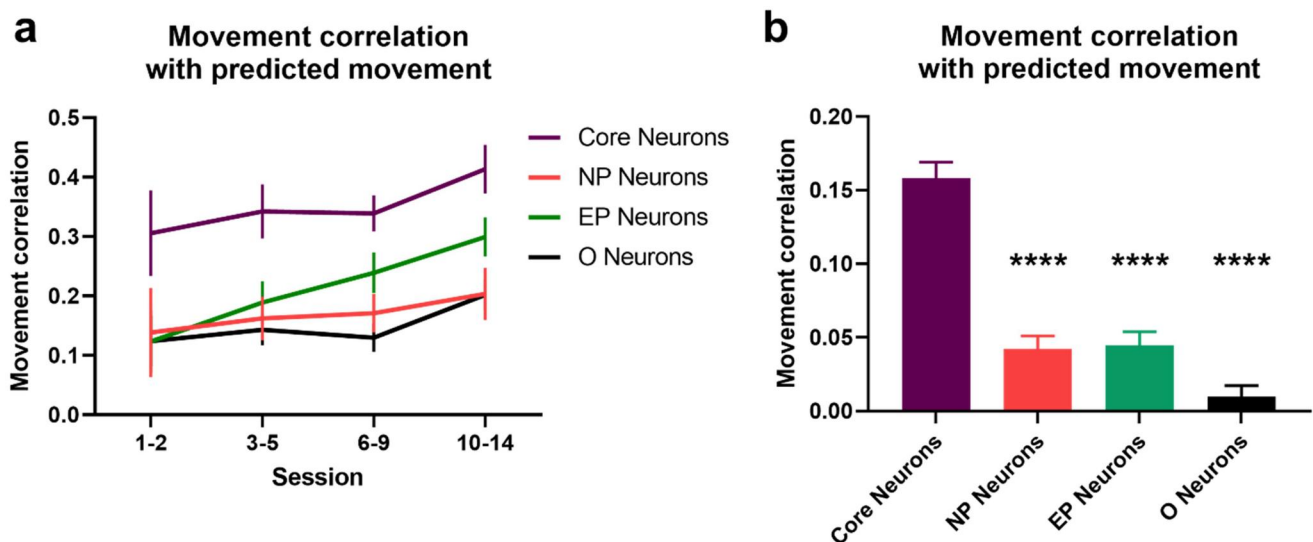 a
Movement correlation
with predicted movement
Movement correlation
0.5
0.4
0.3
0.2
0.1
0.0
1-2
3-5
6-9
10-14
Session
Core Neurons
NP Neurons
EP Neurons
O Neurons
b
Movement correlation
with predicted movement
Movement correlation
0.20
0.15
0.10
0.05
0.00
****
****
****
Core Neurons
NP Neurons
EP Neurons
O Neurons